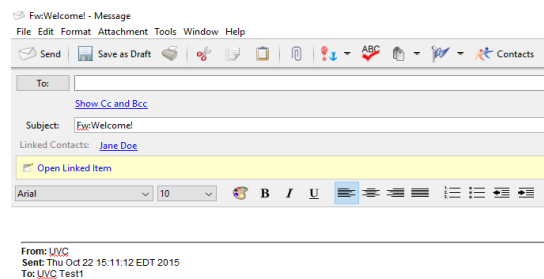 Fw:Welcome! - Message
File Edit Format Attachment Tools Window Help
Send Save as Draft ABC Contacts
To:
Show Cc and Bcc
Subject: Fw:Welcome!
Linked Contacts: Jane Doe
Open Linked Item
Arial 10 B I U
From: UVC
Sent: Thu Oct 22 15:11:12 EDT 2015
To: UVC Test1